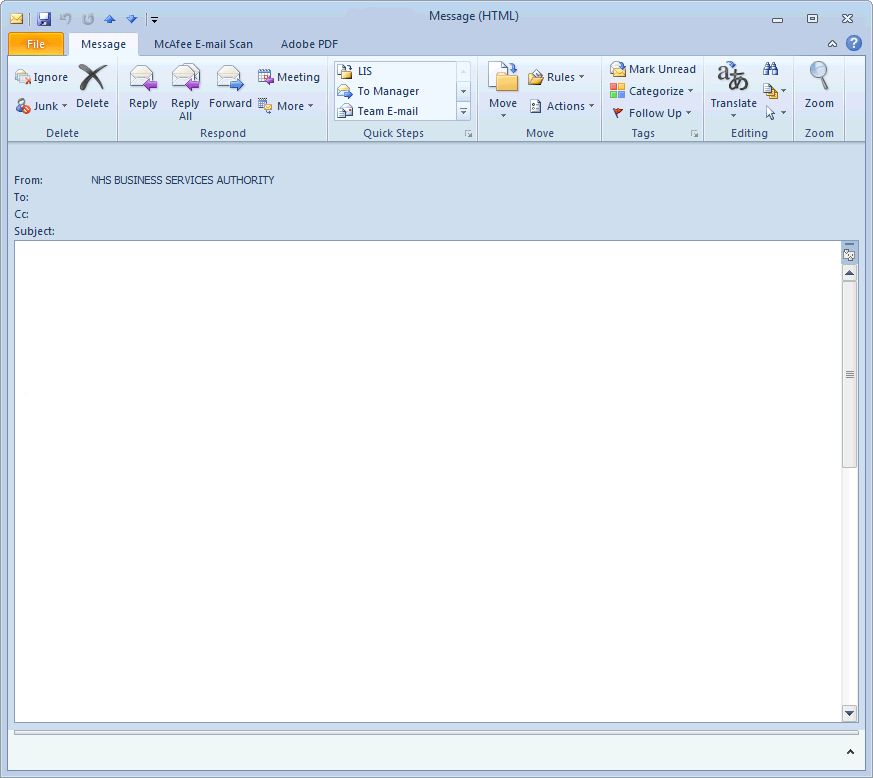 Message (HTML)
File Message McAfee E-mail Scan Adobe PDF
Ignore
Junk
Delete
Delete
Reply
Reply All
Forward
Meeting
More
Respond
LIS
To Manager
Team E-mail
Quick Steps
Move
Rules
Actions
Move
Mark Unread
Categorize
Follow Up
Tags
Translate
Editing
Zoom
Zoom
From: NHS BUSINESS SERVICES AUTHORITY
To:
Cc:
Subject: